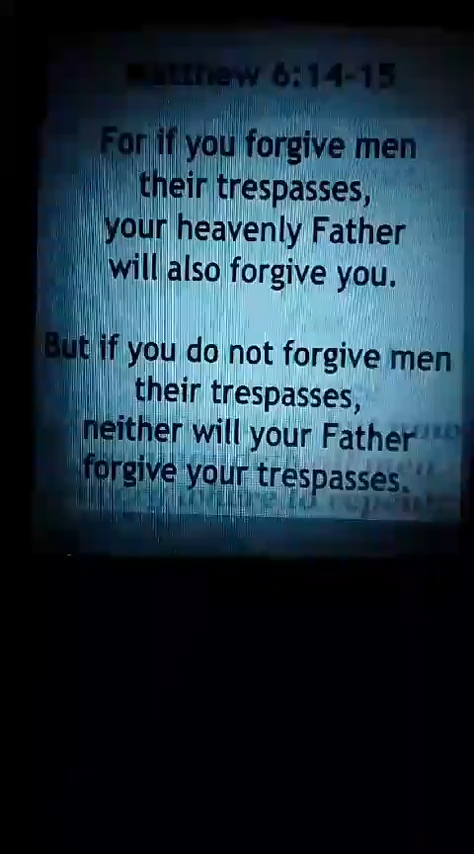 Matthew 6:14-15
For if you forgive men
their trespasses,
your heavenly Father
will also forgive you.
But if you do not forgive men
their trespasses,
neither will your Father
forgive your trespasses.